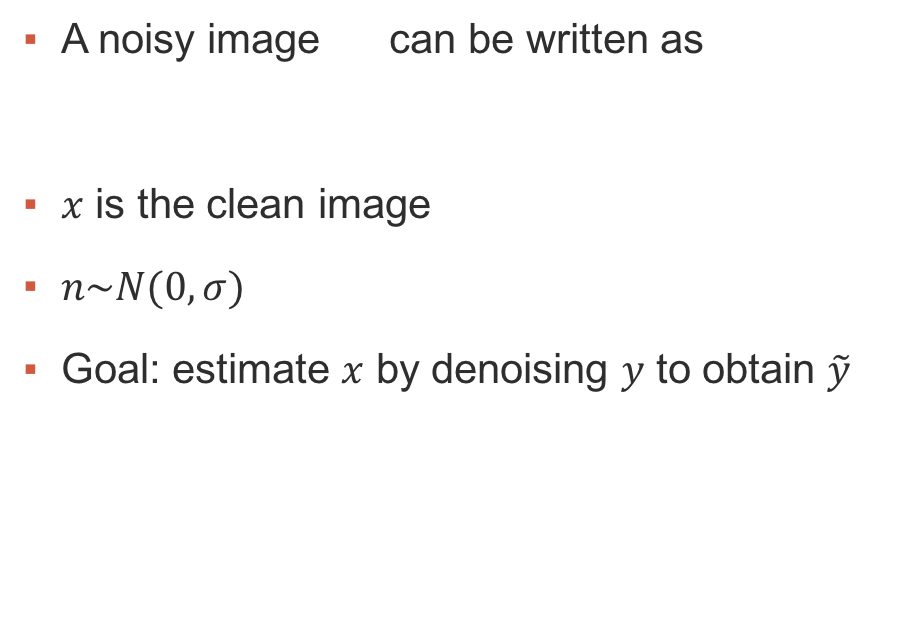 ▪ A noisy image can be written as
▪ 𝑥 is the clean image
▪ 𝑛~𝑁(0, 𝜎)
▪ Goal: estimate 𝑥 by denoising 𝑦 to obtain 𝑦̃